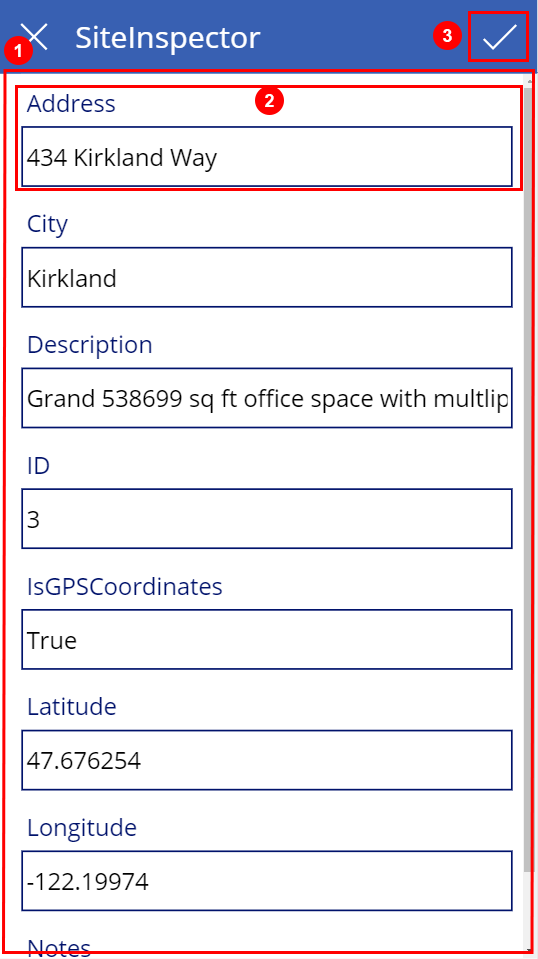 1 SiteInspector 3
Address 2
434 Kirkland Way
City
Kirkland
Description
Grand 538699 sq ft office space with multlip
ID
3
IsGPSCoordinates
True
Latitude
47.676254
Longitude
-122.19974
Notes